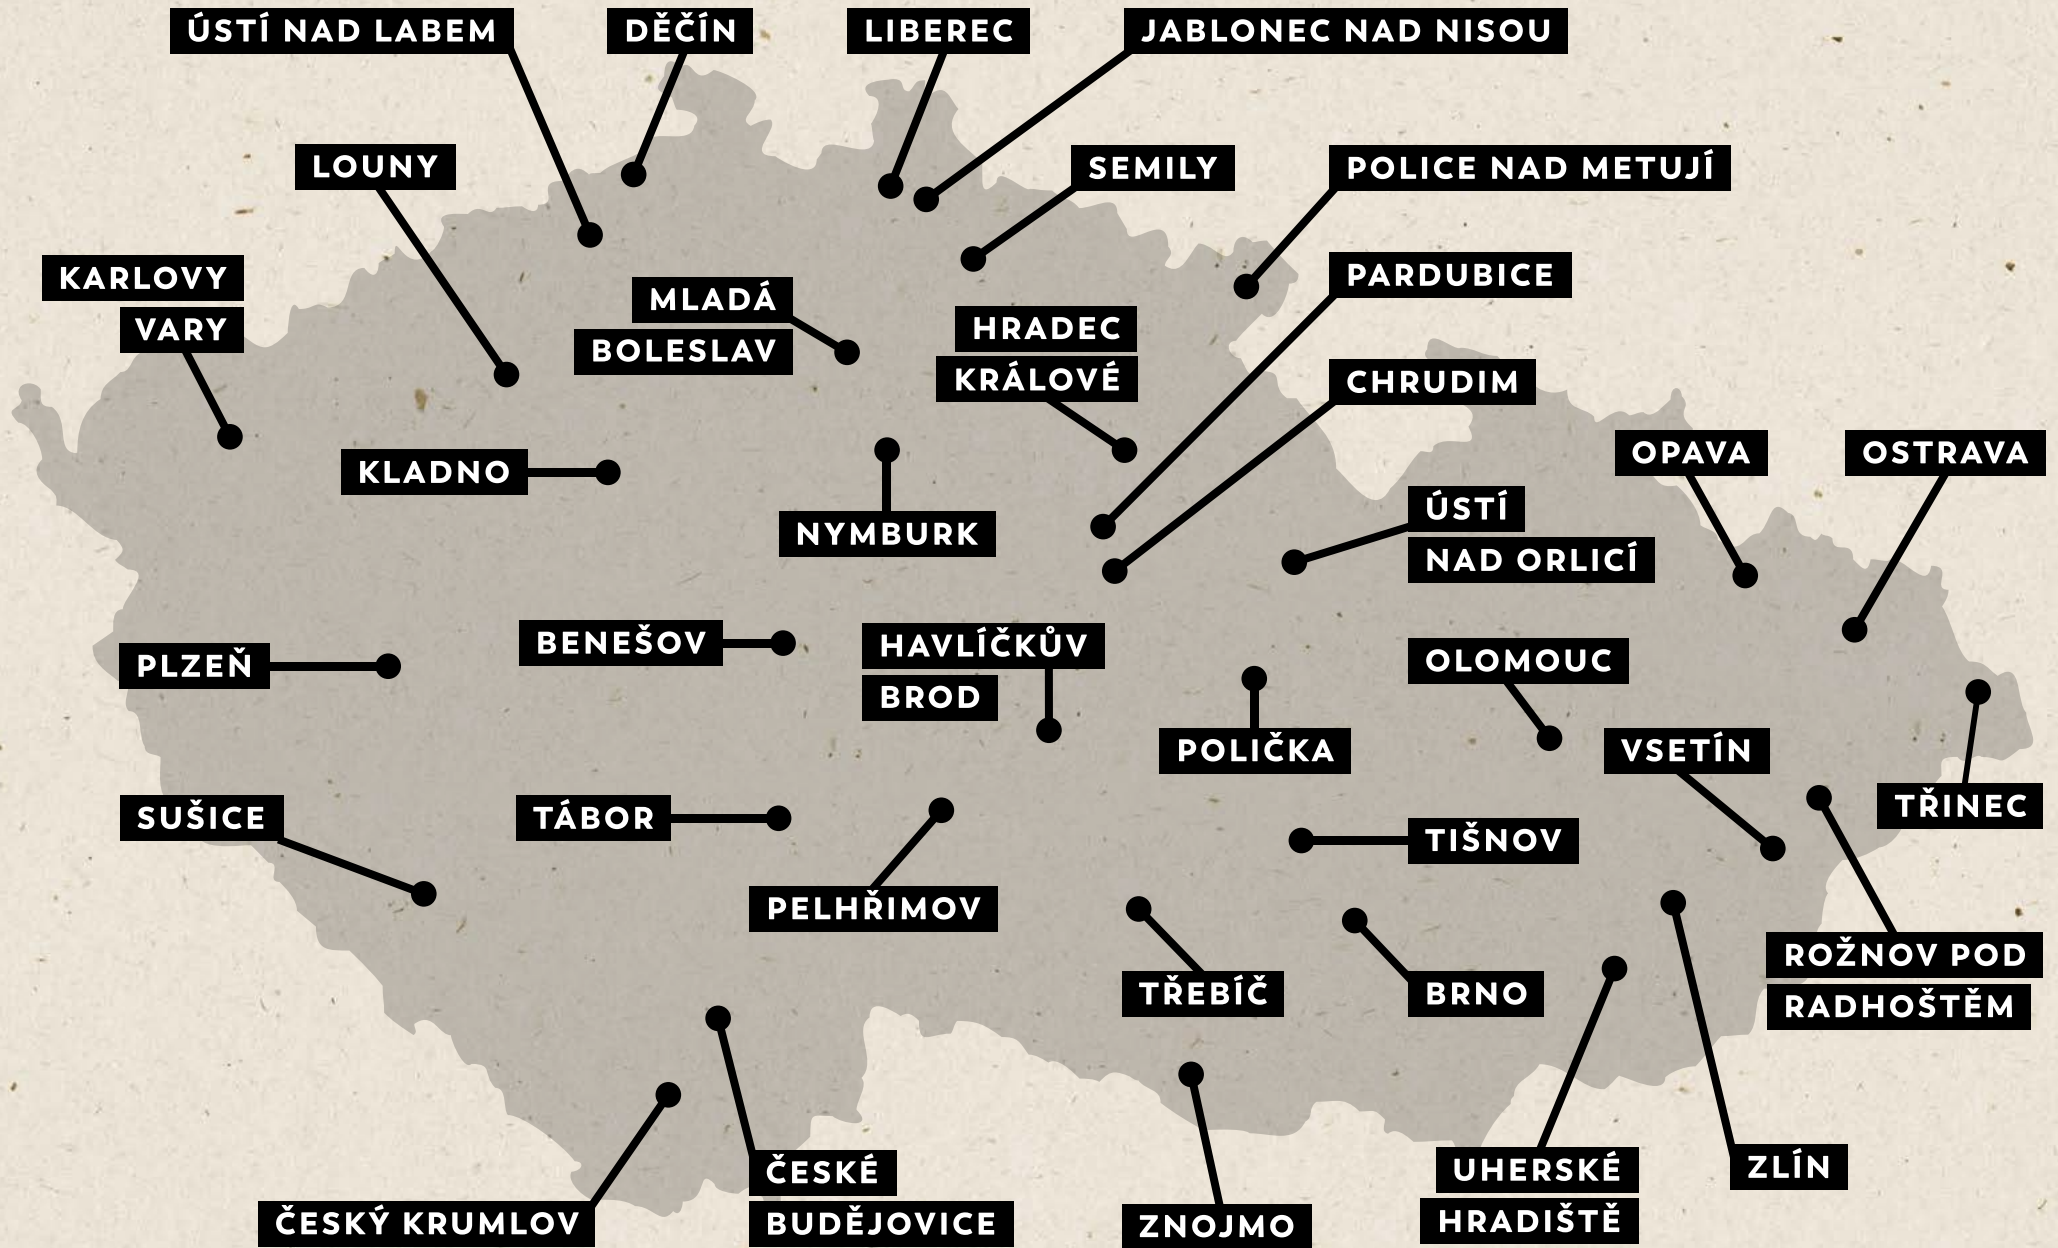 ÚSTÍ NAD LABEM
DĚČÍN
LIBEREC
JABLONEC NAD NISOU
LOUNY
SEMILY
POLICE NAD METUJÍ
KARLOVY
VARY
MLADÁ
BOLESLAV
HRADEC
KRÁLOVÉ
PARDUBICE
CHRUDIM
KLADNO
NYMBURK
OPAVA
OSTRAVA
ÚSTÍ
NAD ORLICÍ
PLZEŇ
BENEŠOV
HAVLÍČKŮV
BROD
OLOMOUC
POLIČKA
VSETÍN
TŘINEC
SUŠICE
TÁBOR
TIŠNOV
PELHŘIMOV
TŘEBÍČ
BRNO
ROŽNOV POD
RADHOŠTĚM
ČESKÝ KRUMLOV
ČESKÉ
BUDĚJOVICE
ZNOJMO
UHERSKÉ
HRADIŠTĚ
ZLÍN